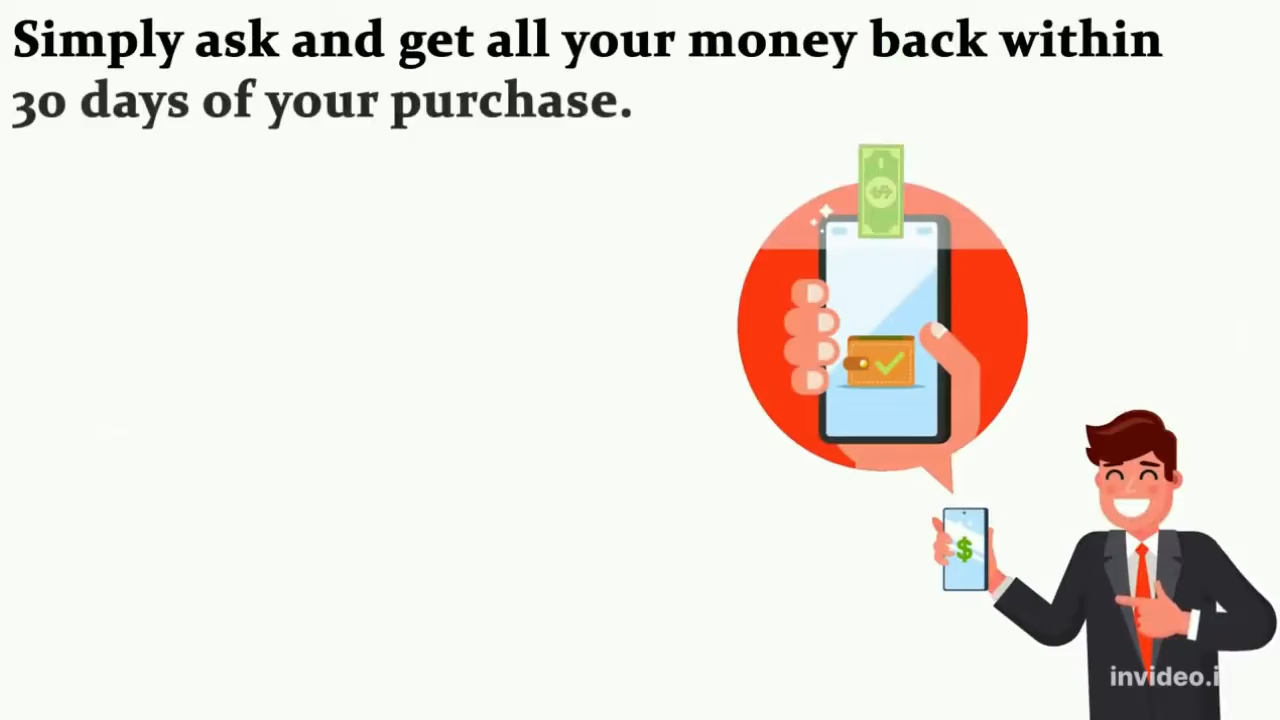 Simply ask and get all your money back within
30 days of your purchase.
$
$
invideo.i